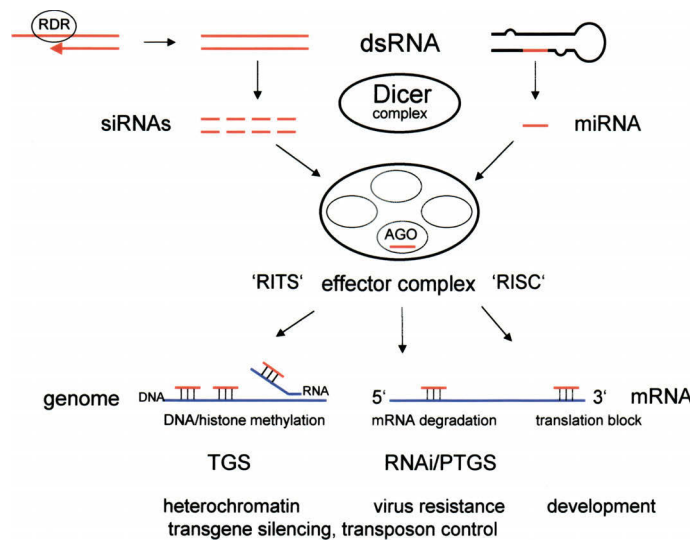 RDR
dsRNA
Dicer
complex
siRNAs
miRNA
AGO
‘RITS‘ effector complex ‘RISC‘
genome DNA RNA 5‘ 3‘ mRNA
DNA/histone methylation mRNA degradation translation block
TGS RNAi/PTGS
heterochromatin virus resistance development
transgene silencing, transposon control